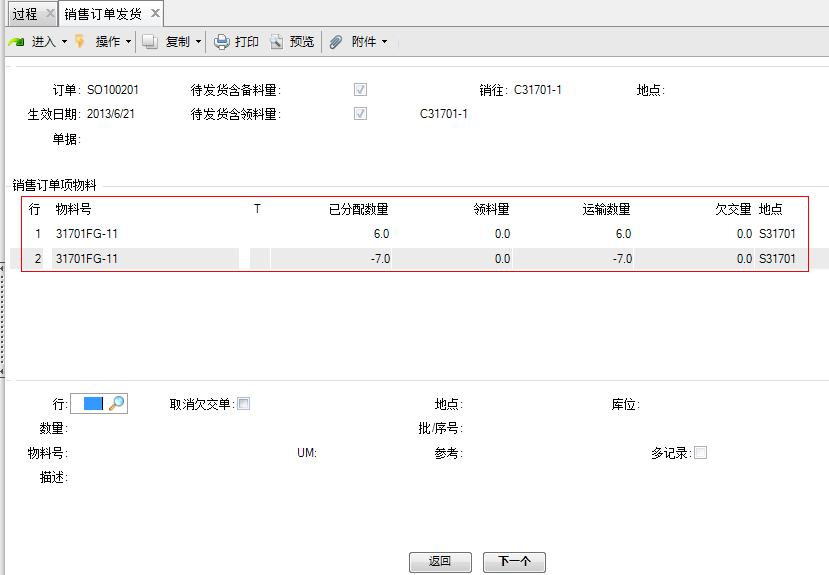 过程 销售订单发货
进入 操作 复制 打印 预览 附件
订单: SO100201 待发货含备料量: 销往: C31701-1 地点:
生效日期: 2013/6/21 待发货含领料量: C31701-1
单据:
销售订单项物料
行 物料号 T 已分配数量 领料量 运输数量 欠交量 地点
1 31701FG-11 6.0 0.0 6.0 0.0 S31701
2 31701FG-11 -7.0 0.0 -7.0 0.0 S31701
行: 取消欠交单: 地点: 库位:
数量: 批/序号:
物料号: UM: 参考: 多记录:
描述:
返回 下一个